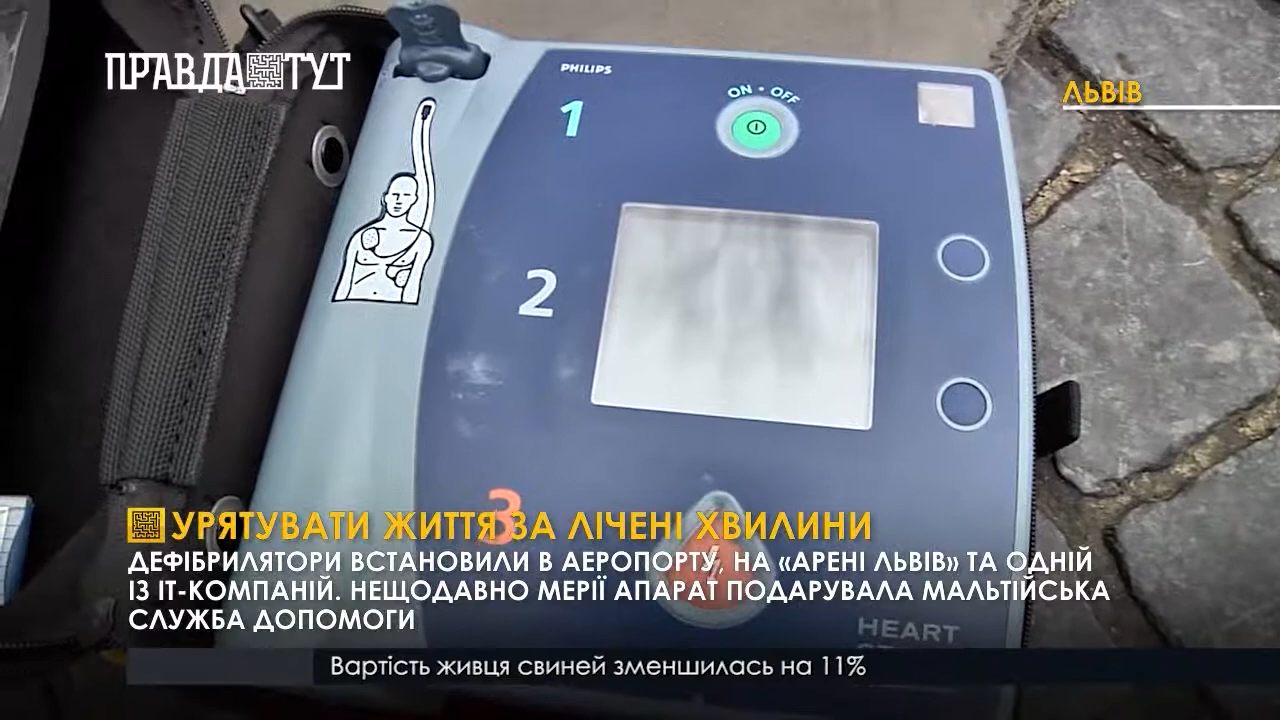 ПРАВДА ТУТ
ЛЬВІВ
PHILIPS
ON • OFF
1
2
3
УРЯТУВАТИ ЖИТТЯ ЗА ЛІЧЕНІ ХВИЛИНИ
ДЕФІБРИЛЯТОРИ ВСТАНОВИЛИ В АЕРОПОРТУ, НА «АРЕНІ ЛЬВІВ» ТА ОДНІЙ
ІЗ ІТ-КОМПАНІЙ. НЕЩОДАВНО МЕРІЇ АПАРАТ ПОДАРУВАЛА МАЛЬТІЙСЬКА
СЛУЖБА ДОПОМОГИ
HEART
Вартість живця свиней зменшилась на 11%